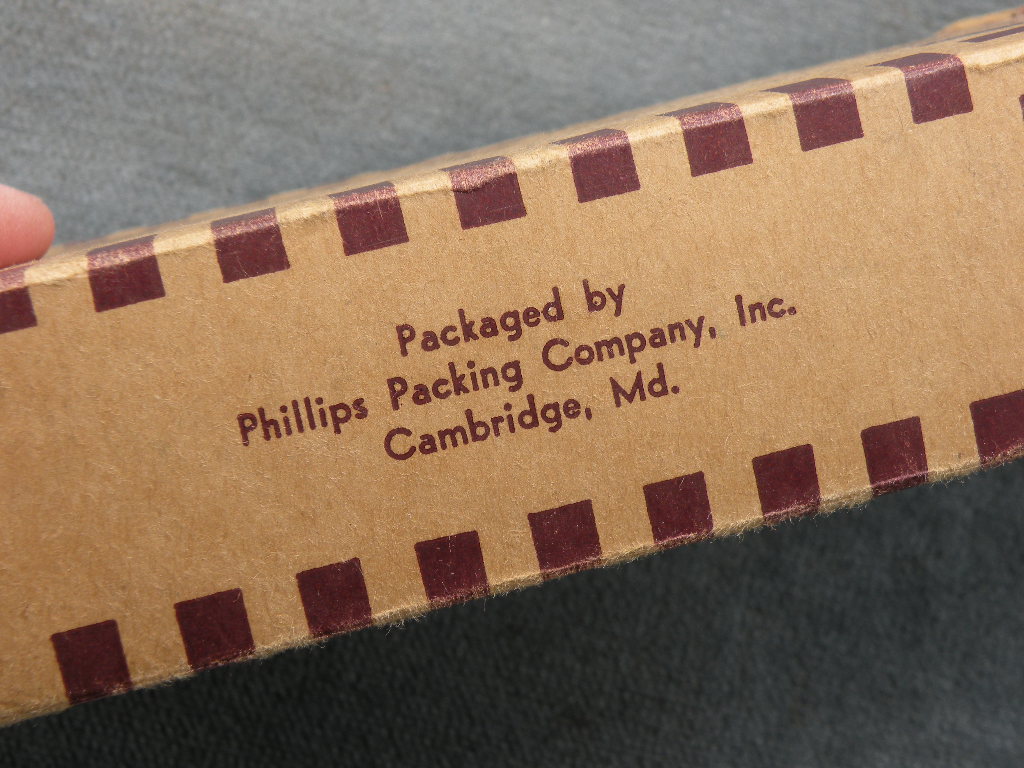 Packaged by
Phillips Packing Company, Inc.
Cambridge, Md.